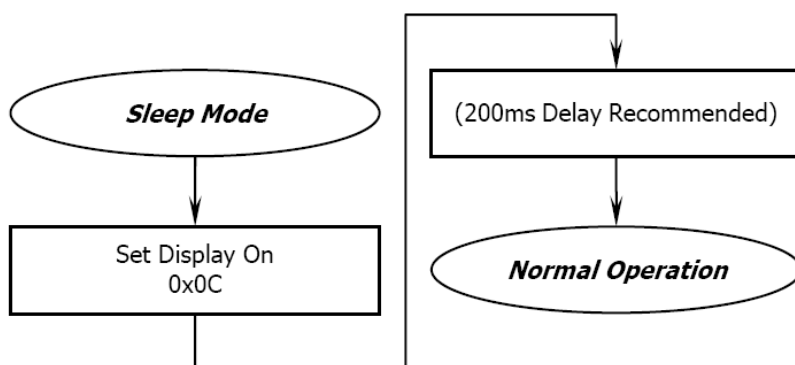 Sleep Mode
Set Display On
0x0C
(200ms Delay Recommended)
Normal Operation